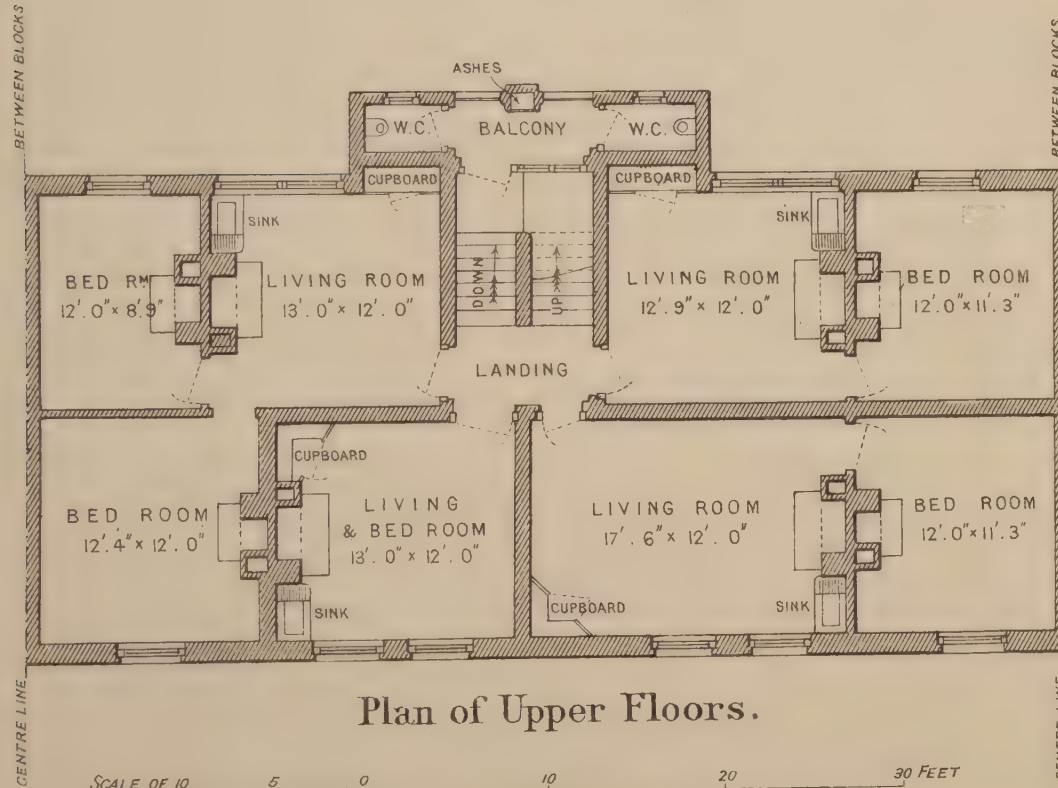 BETWEEN BLOCKS
BETWEEN BLOCKS
ASHES
W.C.
BALCONY
W.C.
CUPBOARD
CUPBOARD
SINK
SINK
BED RM
12'.0" × 8'.9"
LIVING ROOM
13'.0" × 12'.0"
DOWN
UP
LIVING ROOM
12'.9" × 12'.0"
BED ROOM
12'.0" × 11'.3"
LANDING
CUPBOARD
BED ROOM
12'.4" × 12'.0"
LIVING
& BED ROOM
13'.0" × 12'.0"
LIVING ROOM
17'.6" × 12'.0"
BED ROOM
12'.0" × 11'.3"
SINK
CUPBOARD
SINK
CENTRE LINE
CENTRE LINE
Plan of Upper Floors.
SCALE OF 10 5 0 10 20 30 FEET